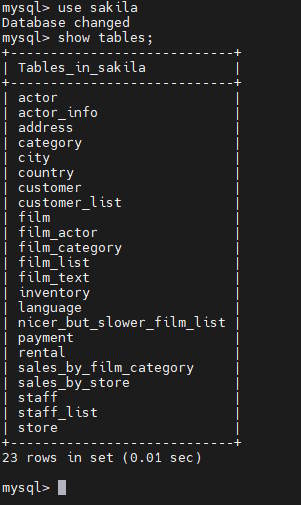 mysql> use sakila
Database changed
mysql> show tables;
+----------------------------+
| Tables_in_sakila           |
+----------------------------+
| actor                      |
| actor_info                 |
| address                    |
| category                   |
| city                       |
| country                    |
| customer                   |
| customer_list              |
| film                       |
| film_actor                 |
| film_category              |
| film_list                  |
| film_text                  |
| inventory                  |
| language                   |
| nicer_but_slower_film_list |
| payment                    |
| rental                     |
| sales_by_film_category     |
| sales_by_store             |
| staff                      |
| staff_list                 |
| store                      |
+----------------------------+
23 rows in set (0.01 sec)
mysql>